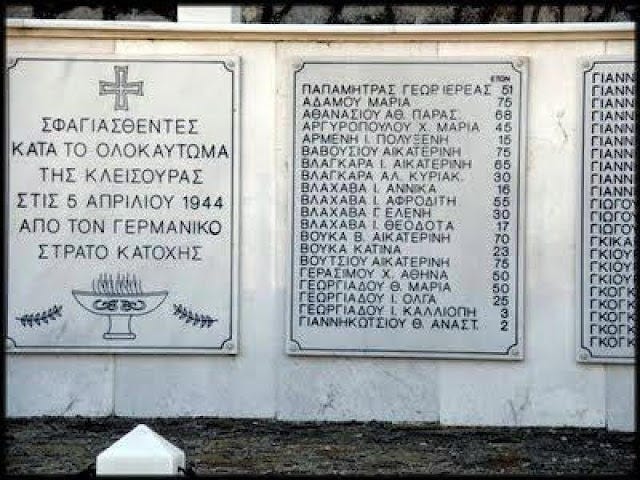 ΣΦΑΓΙΑΣΘΕΝΤΕΣ
ΚΑΤΑ ΤΟ ΟΛΟΚΑΥΤΩΜΑ
ΤΗΣ ΚΛΕΙΣΟΥΡΑΣ
ΣΤΙΣ 5 ΑΠΡΙΛΙΟΥ 1944
ΑΠΟ ΤΟΝ ΓΕΡΜΑΝΙΚΟ
ΣΤΡΑΤΟ ΚΑΤΟΧΗΣ
ΕΤΩΝ
ΠΑΠΑΜΗΤΡΑΣ ΓΕΩΡ. ΙΕΡΕΑΣ 51
ΑΔΑΜΟΥ ΜΑΡΙΑ 75
ΑΘΑΝΑΣΙΟΥ ΑΘ. ΠΑΡΑΣ. 68
ΑΡΓΥΡΟΠΟΥΛΟΥ Χ. ΜΑΡΙΑ 45
ΑΡΜΕΝΗ Ι. ΠΟΛΥΞΕΝΗ 15
ΒΑΒΟΥΣΙΟΥ ΑΙΚΑΤΕΡΙΝΗ 75
ΒΛΑΓΚΑΡΑ Ι. ΑΙΚΑΤΕΡΙΝΗ 65
ΒΛΑΓΚΑΡΑ ΑΛ. ΚΥΡΙΑΚ. 30
ΒΛΑΧΑΒΑ Ι. ΑΝΝΙΚΑ 16
ΒΛΑΧΑΒΑ Ι. ΑΦΡΟΔΙΤΗ 55
ΒΛΑΧΑΒΑ Γ. ΕΛΕΝΗ 30
ΒΛΑΧΑΒΑ Ι. ΘΕΟΔΟΤΑ 17
ΒΟΥΚΑ Β. ΑΙΚΑΤΕΡΙΝΗ 70
ΒΟΥΚΑ ΚΑΤΙΝΑ 23
ΒΟΥΤΣΙΟΥ ΑΙΚΑΤΕΡΙΝΗ 75
ΓΕΡΑΣΙΜΟΥ Χ. ΑΘΗΝΑ 50
ΓΕΩΡΓΙΑΔΟΥ Θ. ΜΑΡΙΑ 50
ΓΕΩΡΓΙΑΔΟΥ Ι. ΟΛΓΑ 25
ΓΕΩΡΓΙΑΔΟΥ Ι. ΚΑΛΛΙΟΠΗ 3
ΓΙΑΝΝΗΚΩΤΣΙΟΥ Θ. ΑΝΑΣΤ. 2